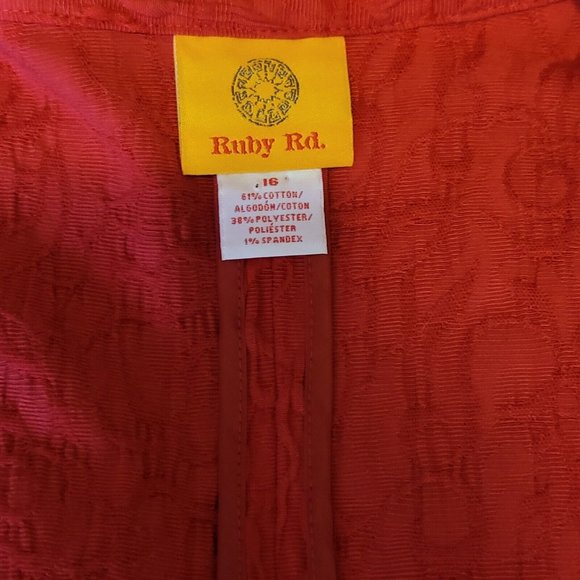 Ruby Rd.
16
61% COTTON/
ALGODÓN/COTON
38% POLYESTER/
POLIÉSTER
1% SPANDEX